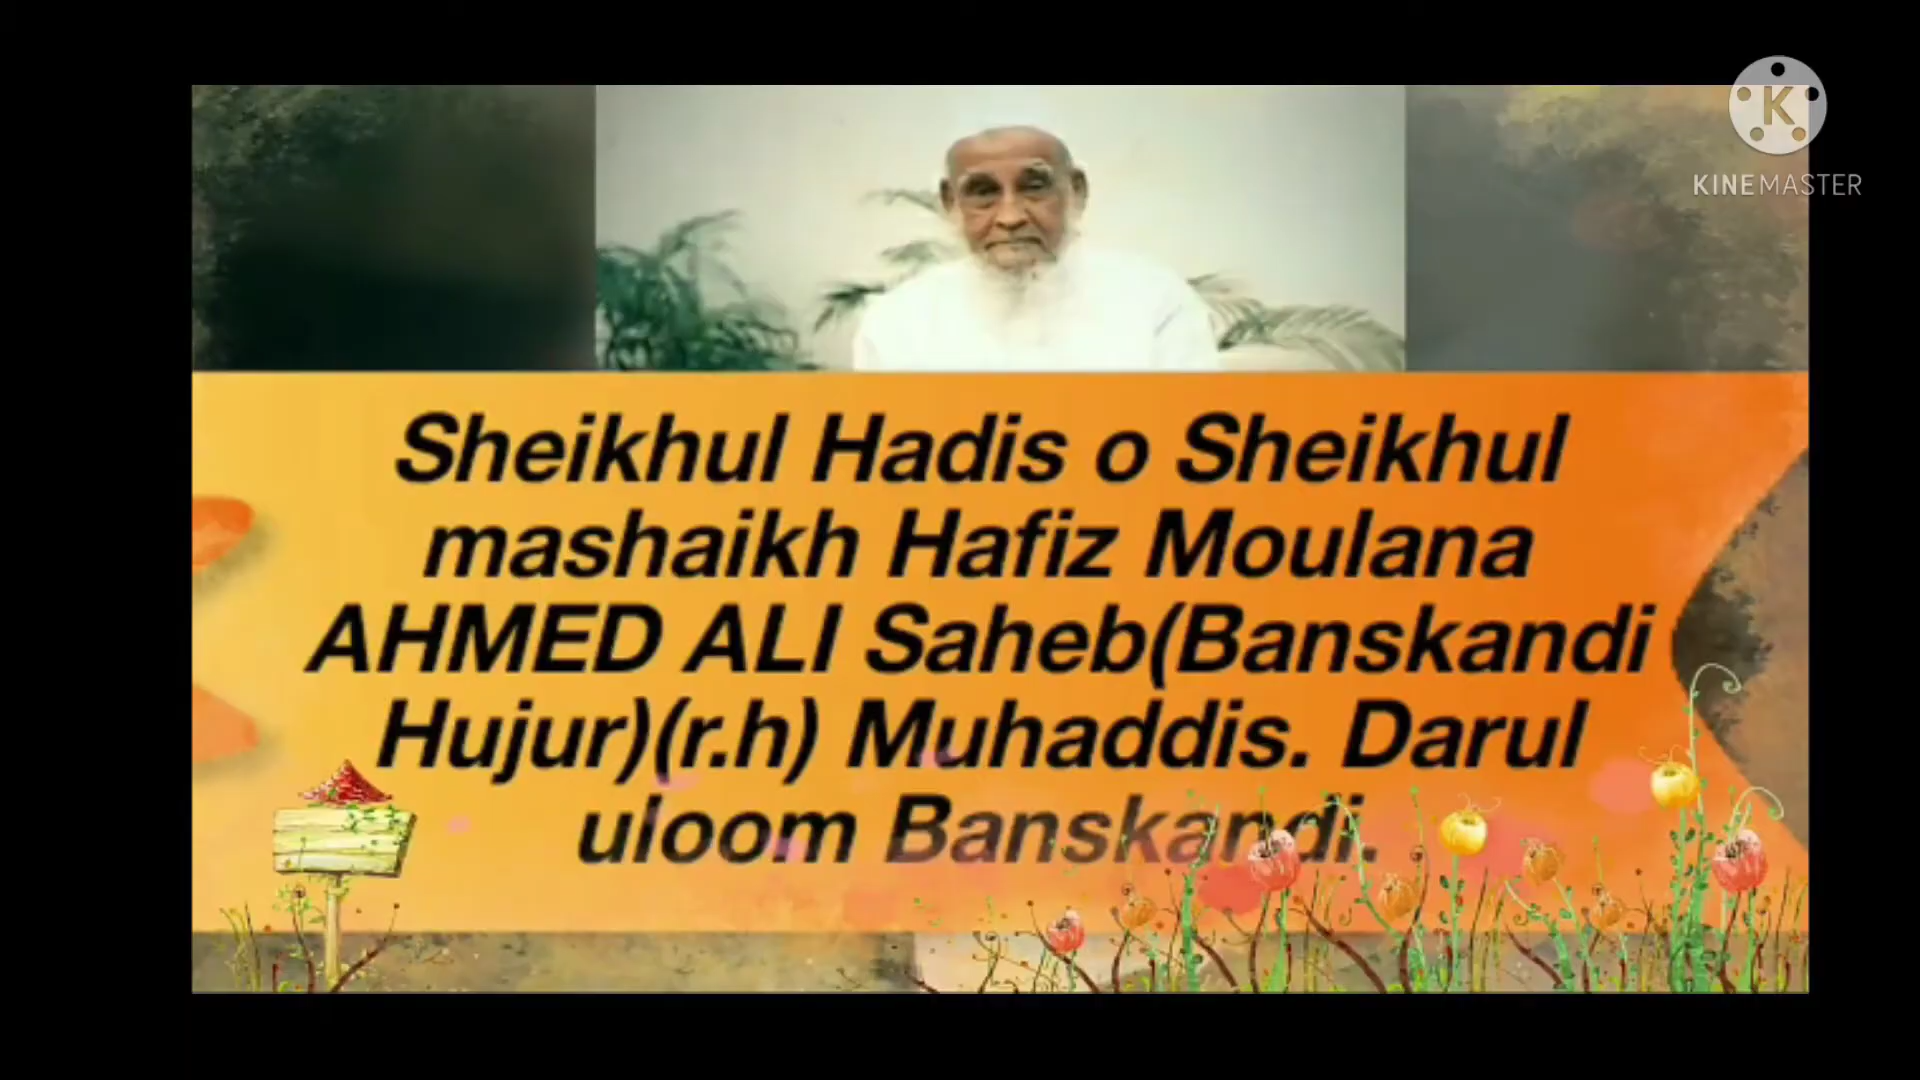 K
KINEMASTER
Sheikhul Hadis o Sheikhul
mashaikh Hafiz Moulana
AHMED ALI Saheb(Banskandi
Hujur)(r.h) Muhaddis. Darul
uloom Banskandi.